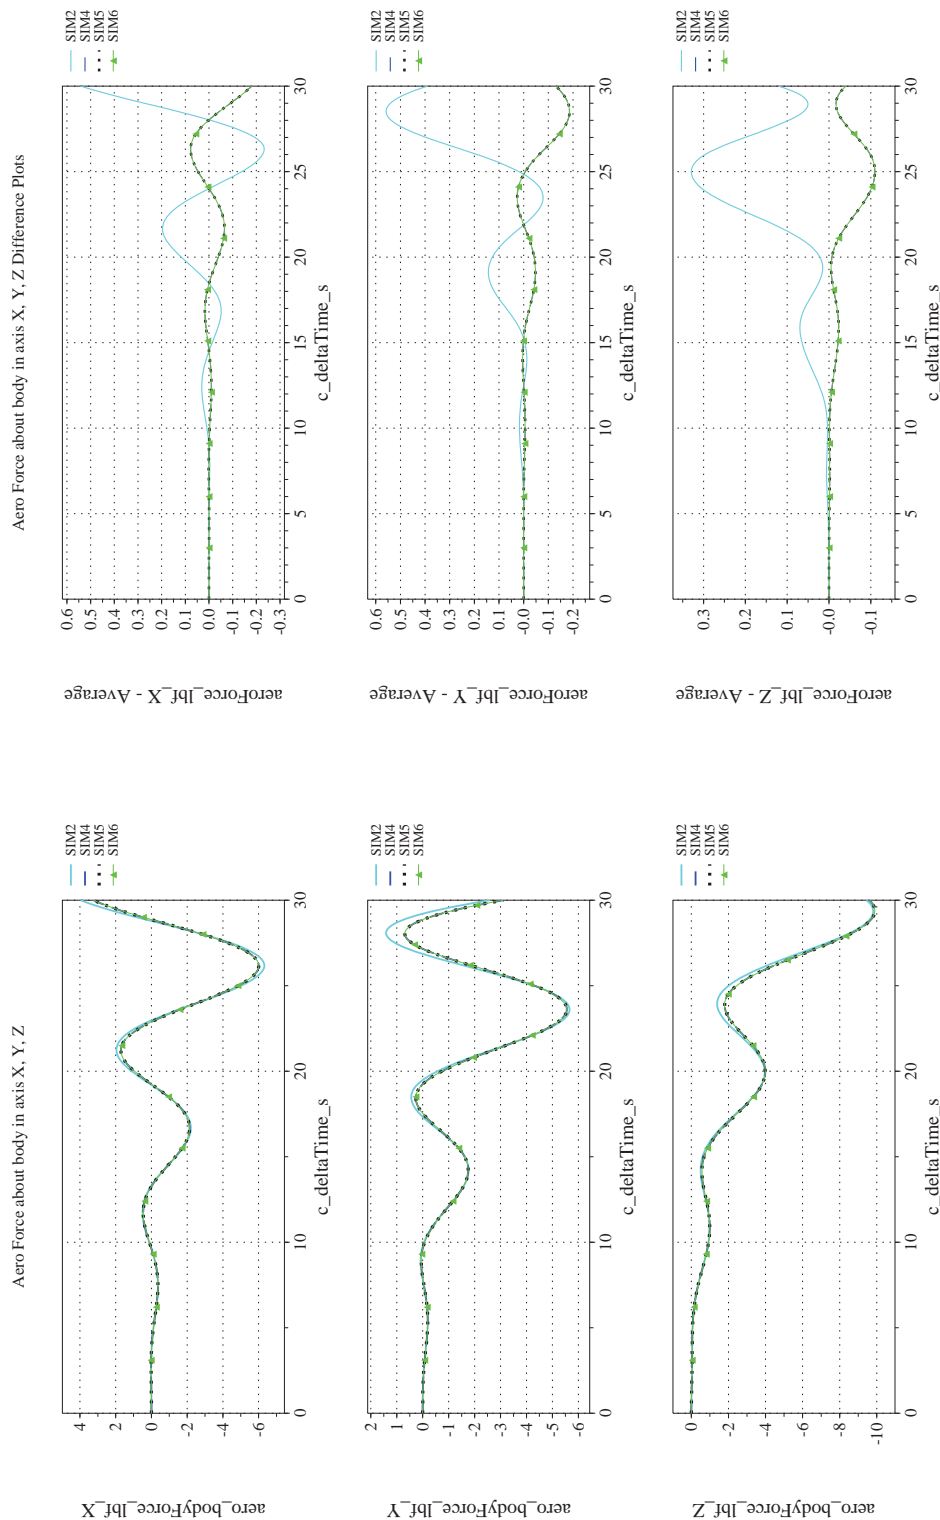 Aero Force about body in axis X, Y, Z
aero_bodyForce_lbf_X
4
2
0
-2
-4
-6
0
10
20
30
c_deltaTime_s
SIM2
SIM4
SIM5
SIM6
aero_bodyForce_lbf_Y
2
1
0
-1
-2
-3
-4
-5
-6
0
10
20
30
c_deltaTime_s
SIM2
SIM4
SIM5
SIM6
aero_bodyForce_lbf_Z
0
-2
-4
-6
-8
-10
0
10
20
30
c_deltaTime_s
SIM2
SIM4
SIM5
SIM6
Aero Force about body in axis X, Y, Z Difference Plots
aeroForce_lbf_X - Average
0.6
0.5
0.4
0.3
0.2
0.1
0.0
-0.1
-0.2
-0.3
0
5
10
15
20
25
30
c_deltaTime_s
SIM2
SIM4
SIM5
SIM6
aeroForce_lbf_Y - Average
0.6
0.5
0.4
0.3
0.2
0.1
-0.0
-0.1
-0.2
0
5
10
15
20
25
30
c_deltaTime_s
SIM2
SIM4
SIM5
SIM6
aeroForce_lbf_Z - Average
0.3
0.2
0.1
-0.0
-0.1
0
5
10
15
20
25
30
c_deltaTime_s
SIM2
SIM4
SIM5
SIM6